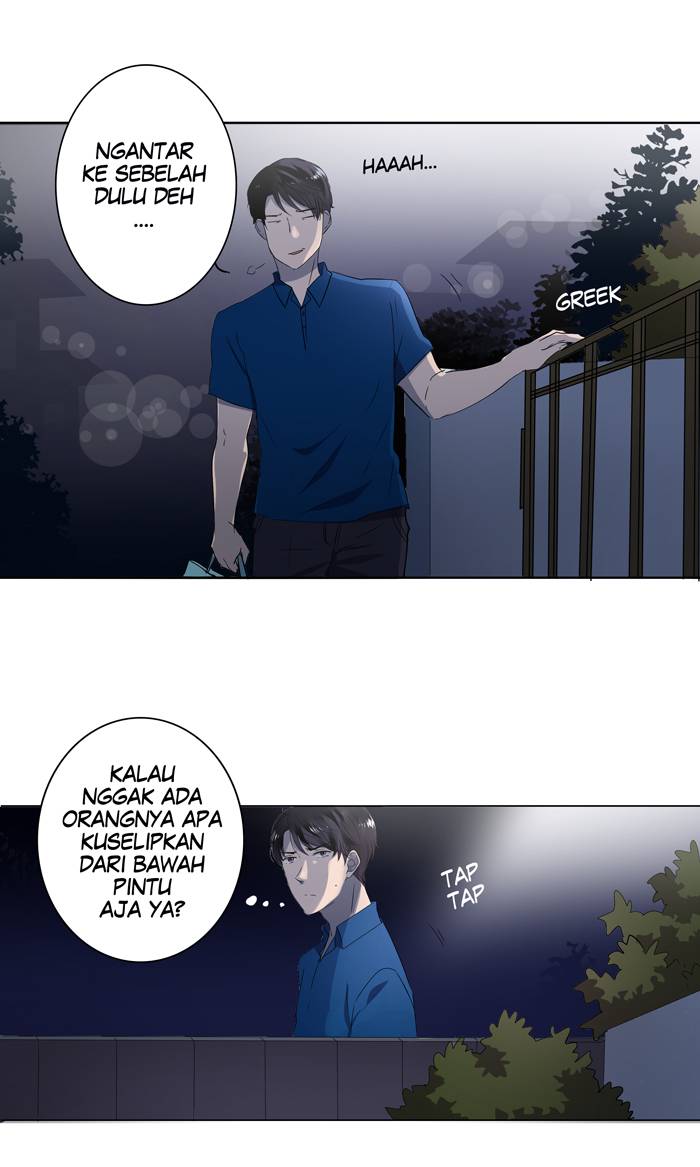 NGANTAR
KE SEBELAH
DULU DEH
....
HAAAH...
GREEK
KALAU
NGGAK ADA
ORANGNYA APA
KUSELIPKAN
DARI BAWAH
PINTU
AJA YA?
...
TAP
TAP